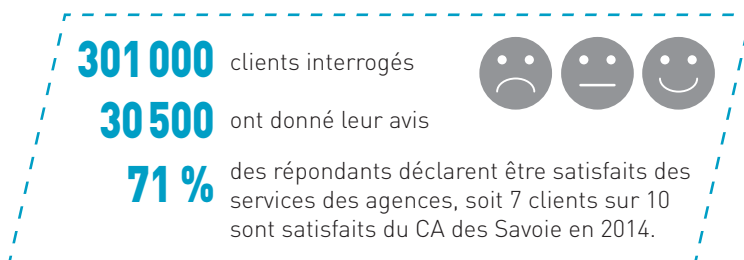 301 000 clients interrogés
30 500 ont donné leur avis
71 % des répondants déclarent être satisfaits des
services des agences, soit 7 clients sur 10
sont satisfaits du CA des Savoie en 2014.